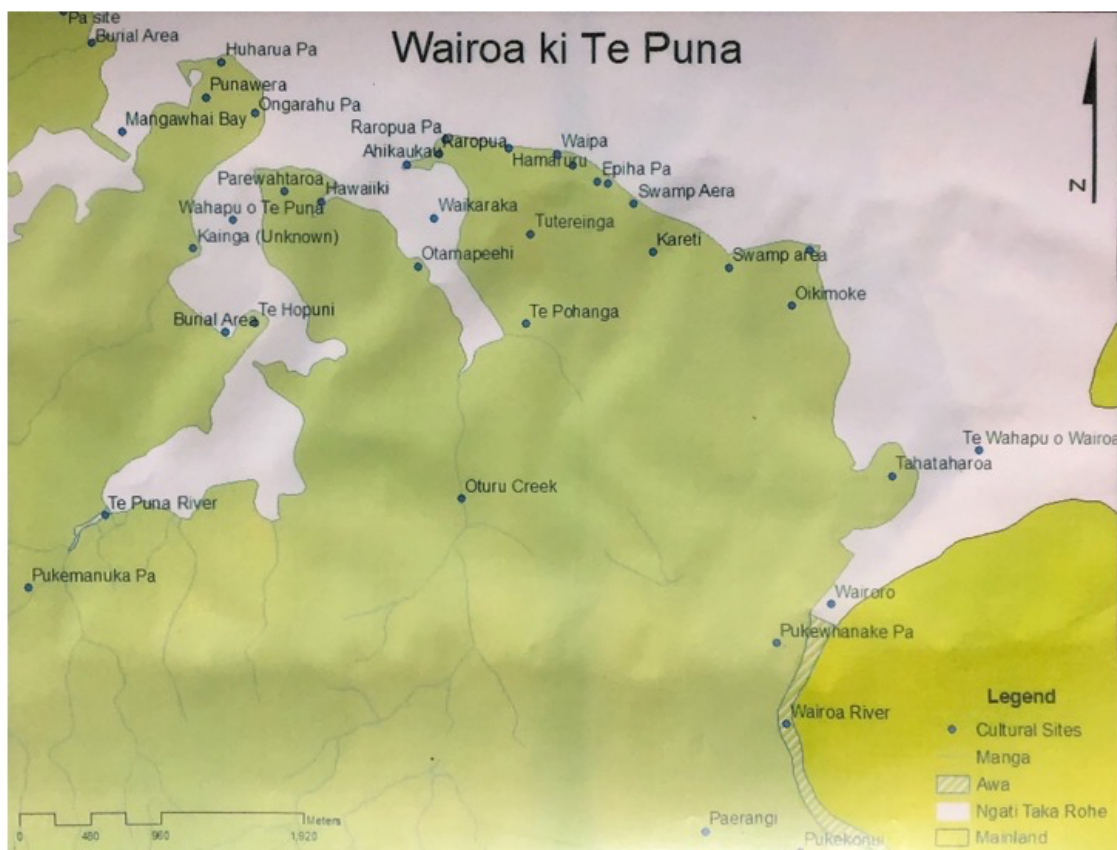 Pa site
Burial Area
Wairoa ki Te Puna
Huharua Pa
Punawera
Ongarahu Pa
Mangawhai Bay
Raropua Pa
Raropua
Waipa
Ahikaukau
Hamaruru
Epiha Pa
Parewahtaroa
Hawaiiki
Swamp Aera
N
Wahapu o Te Puna
Waikaraka
Tutereinga
Kainga (Unknown)
Kareti
Otamapeehi
Swamp area
Oikimoke
Te Hopuni
Burial Area
Te Pohanga
Te Wahapu o Wairoa
Tahataharoa
Oturu Creek
Te Puna River
Pukemanuka Pa
Wairoro
Pukewhanake Pa
Legend
Wairoa River
Cultural Sites
Manga
Awa
Ngati Taka Rohe
Mainland
Meters
0 480 960 1,920
Paerangi